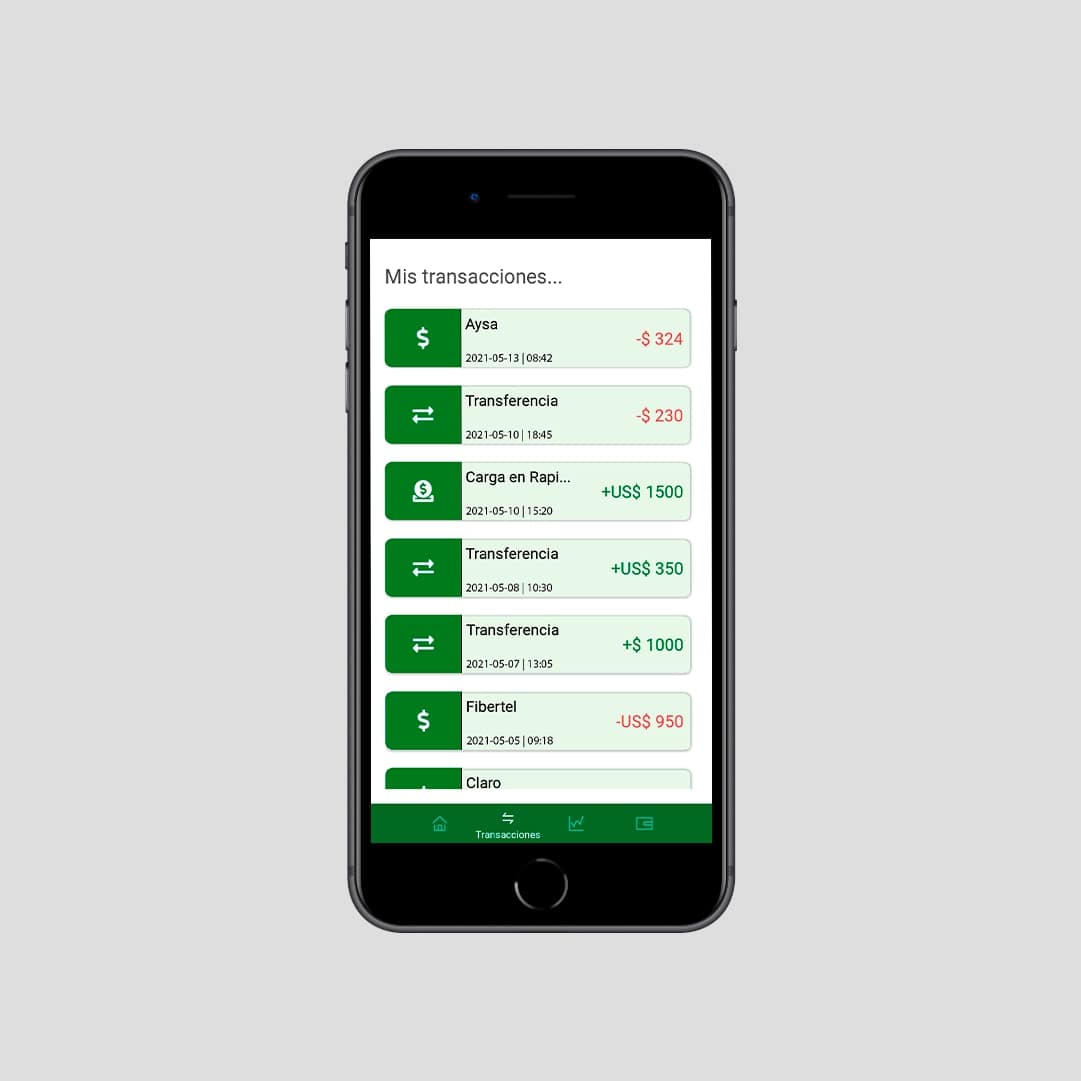 Mis transacciones...
Aysa
-$ 324
2021-05-13 | 08:42
Transferencia
-$ 230
2021-05-10 | 18:45
Carga en Rapi...
+US$ 1500
2021-05-10 | 15:20
Transferencia
+US$ 350
2021-05-08 | 10:30
Transferencia
+$ 1000
2021-05-07 | 13:05
Fibertel
-US$ 950
2021-05-05 | 09:18
Claro
Transacciones